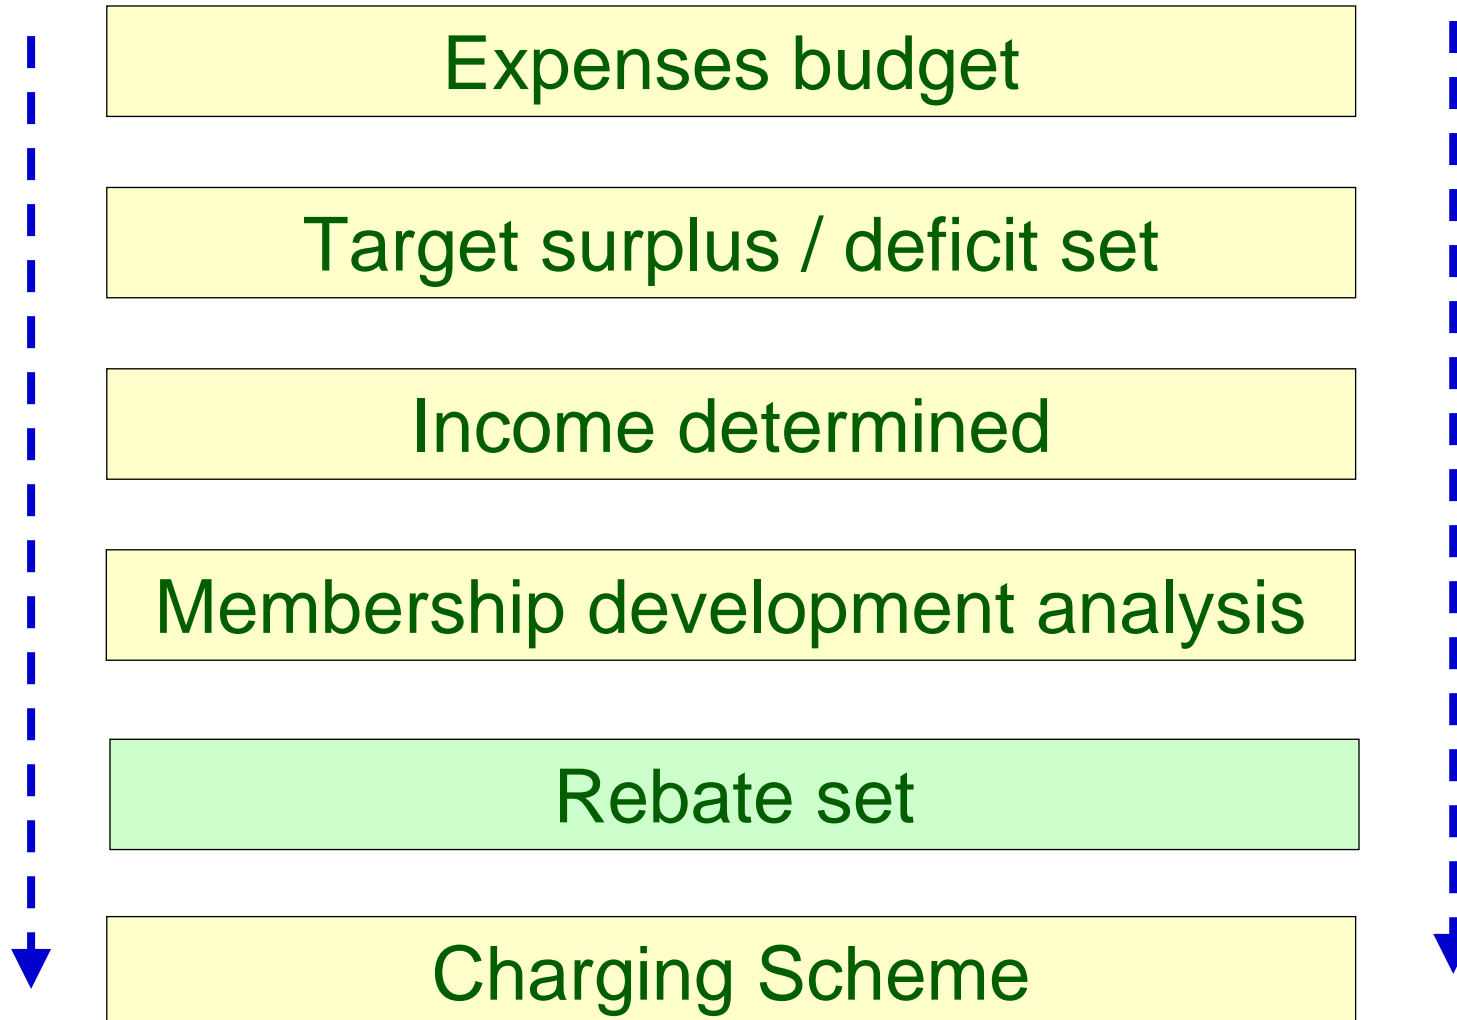 Expenses budget
Target surplus / deficit set
Income determined
Membership development analysis
Rebate set
Charging Scheme